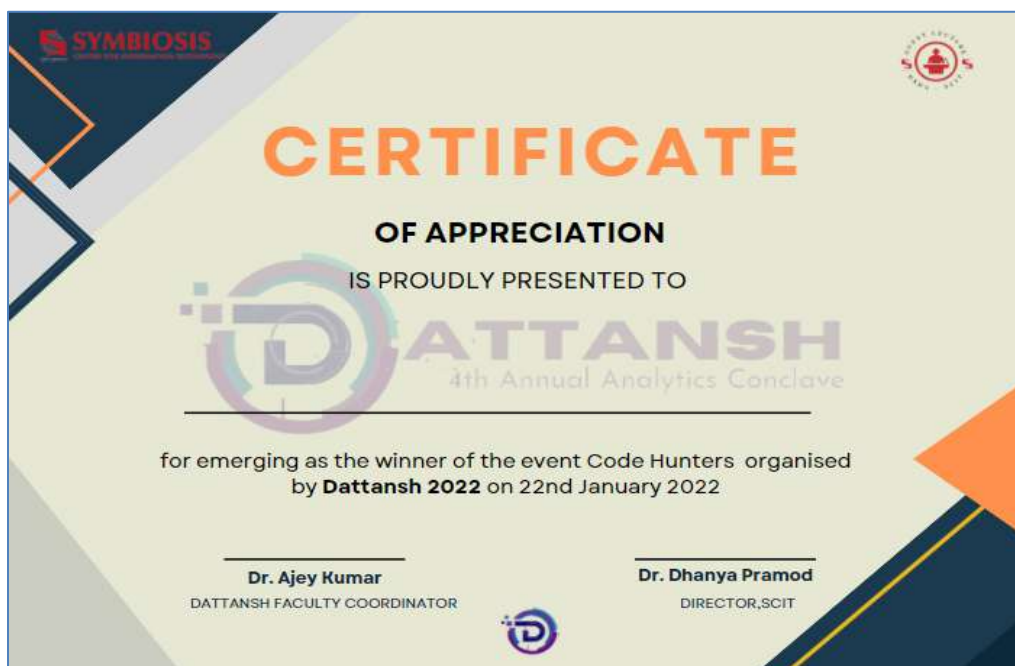 SYMBIOSIS
CERTIFICATE
OF APPRECIATION
IS PROUDLY PRESENTED TO
DATTANSH
4th Annual Analytics Conclave
for emerging as the winner of the event Code Hunters organised
by Dattansh 2022 on 22nd January 2022
Dr. Ajey Kumar
DATTANSH FACULTY COORDINATOR
Dr. Dhanya Pramod
DIRECTOR,SCIT